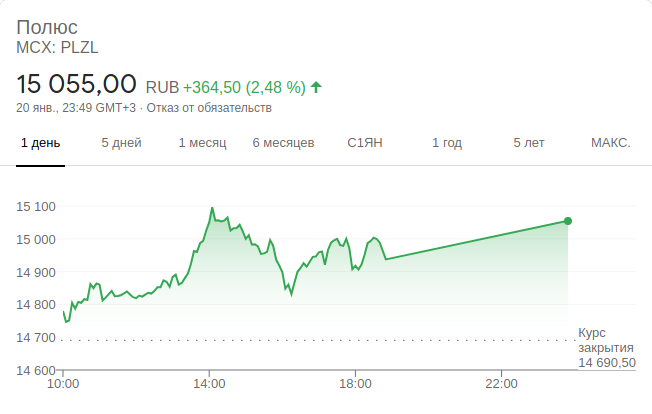 Полюс
MCX: PLZL
15 055,00 RUB +364,50 (2,48 %)
20 янв., 23:49 GMT+3 · Отказ от обязательств
1 день 5 дней 1 месяц 6 месяцев С1ЯН 1 год 5 лет МАКС.
15 100
15 000
14 900
14 800
14 700
14 600
Курс
закрытия
14 690,50
10:00 14:00 18:00 22:00